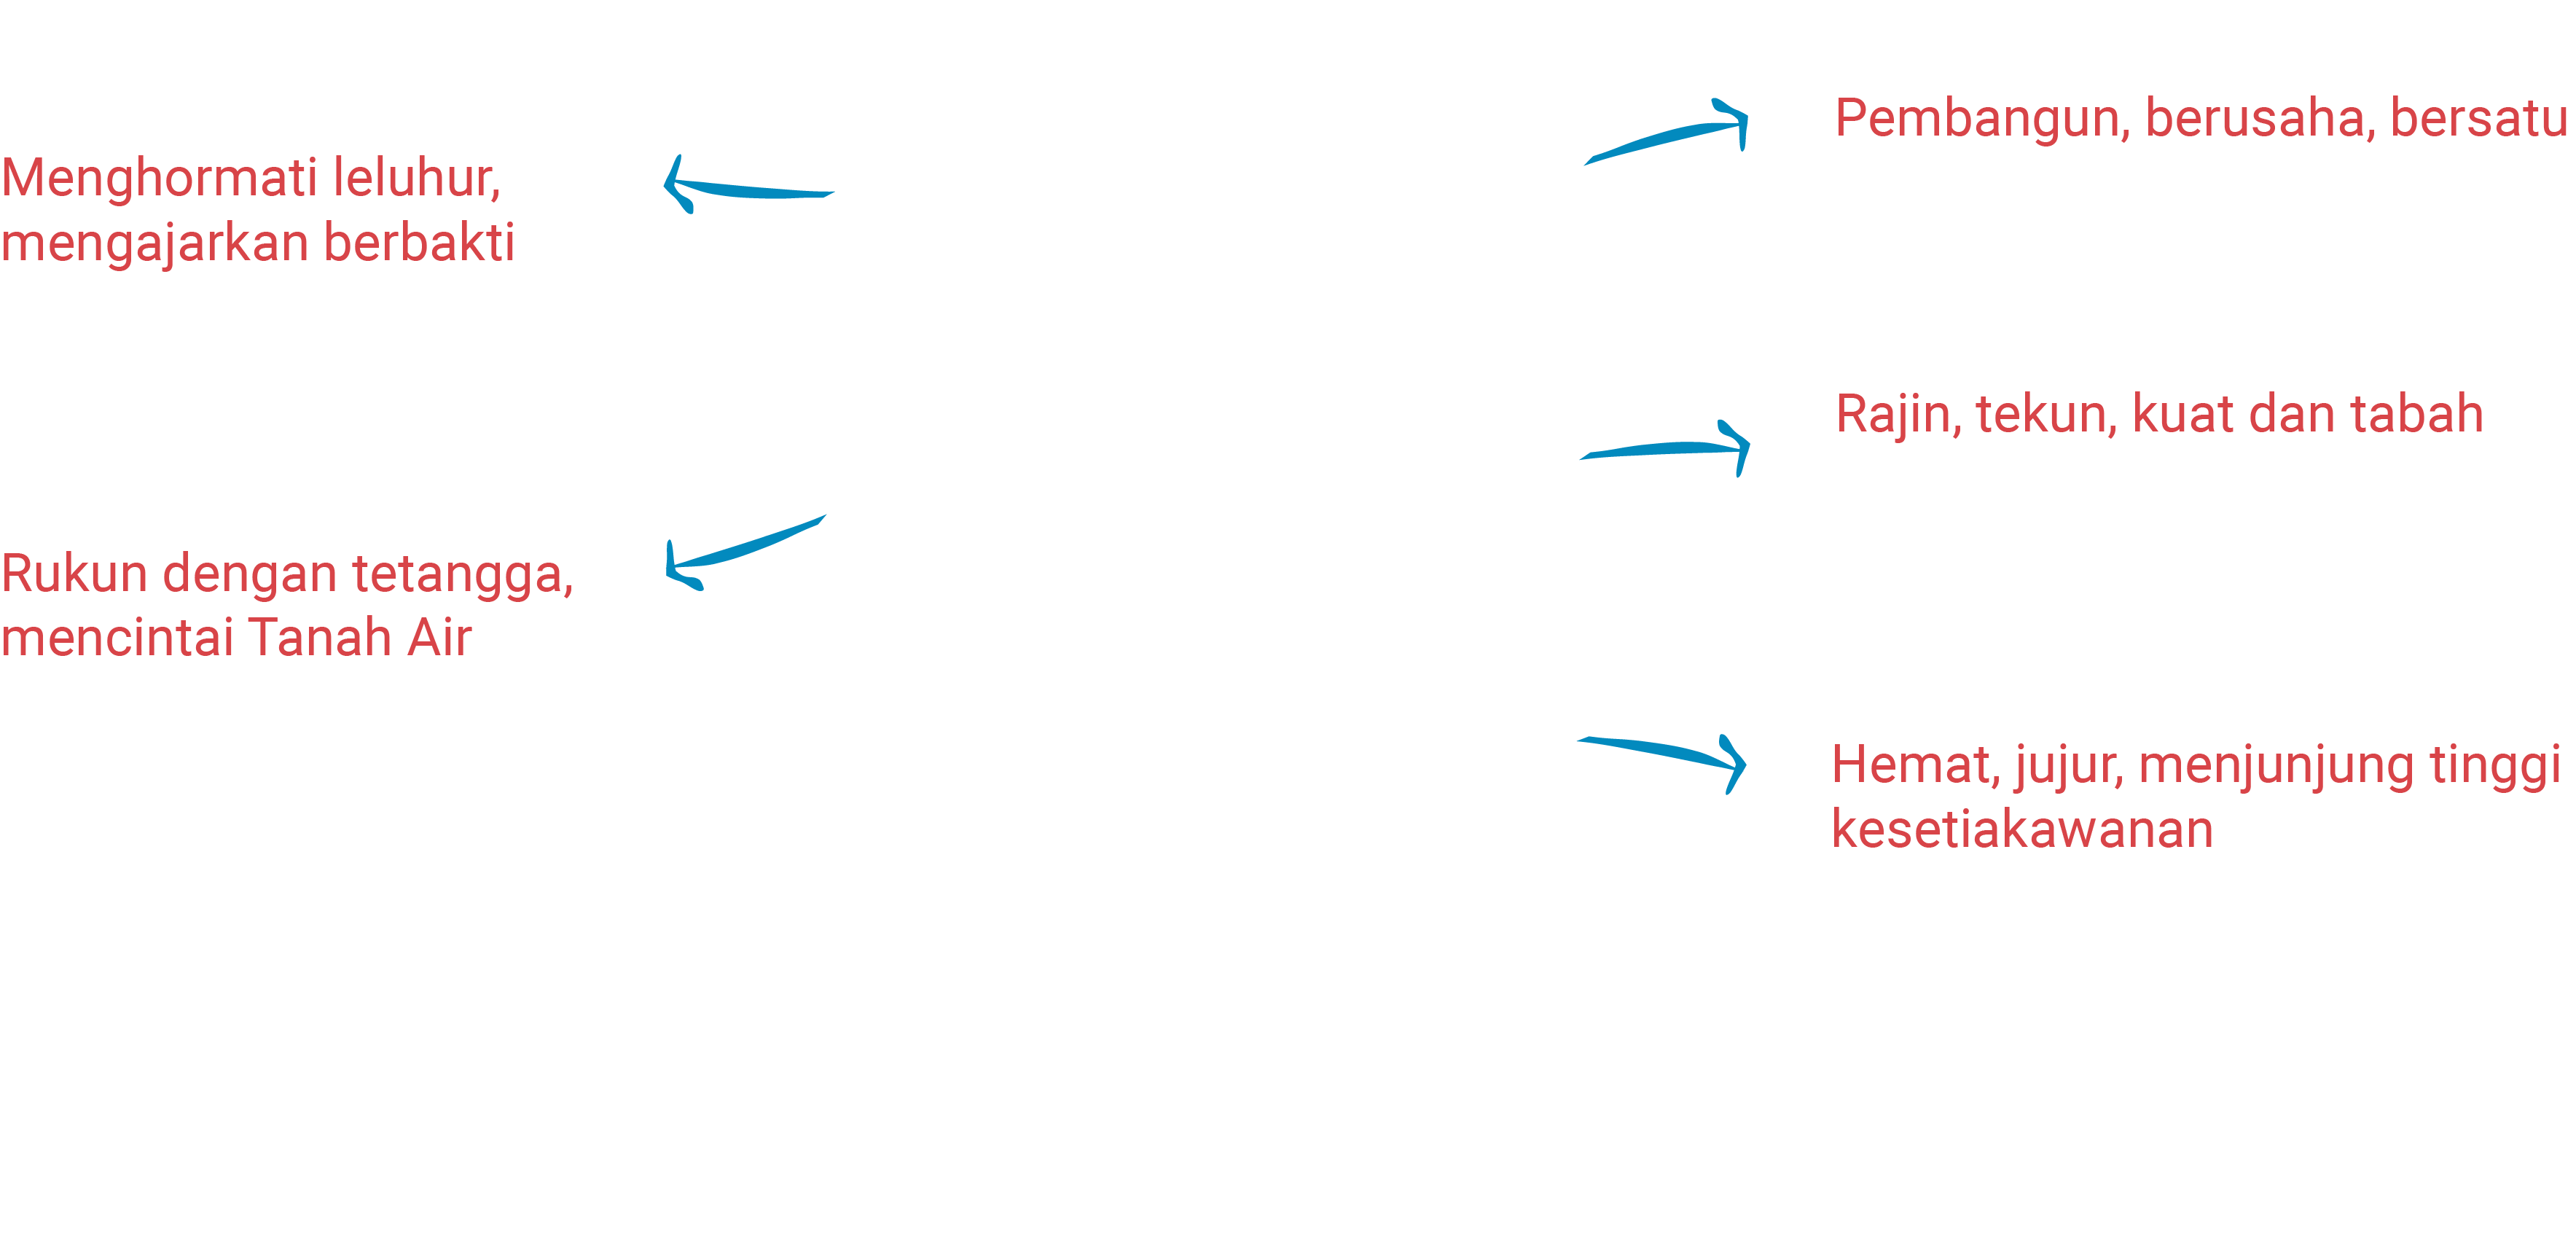 Menghormati leluhur,
mengajarkan berbakti
Rukun dengan tetangga,
mencintai Tanah Air
Pembangun, berusaha, bersatu
Rajin, tekun, kuat dan tabah
Hemat, jujur, menjunjung tinggi
kesetiakawanan